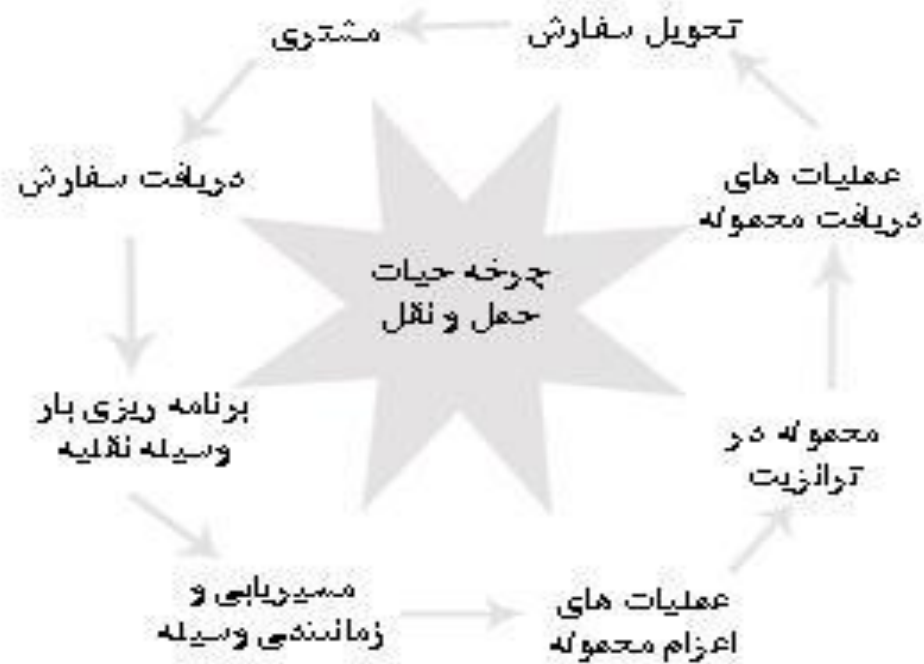 چرخه حیات
حمل و نقل
مشتری
دریافت سفارش
برنامه ریزی بار
وسیله نقلیه
مسیریابی و
زمانبندی وسیله
عملیات های
اعزام محموله
محموله در
ترانزیت
عملیات های
دریافت محموله
تحویل سفارش